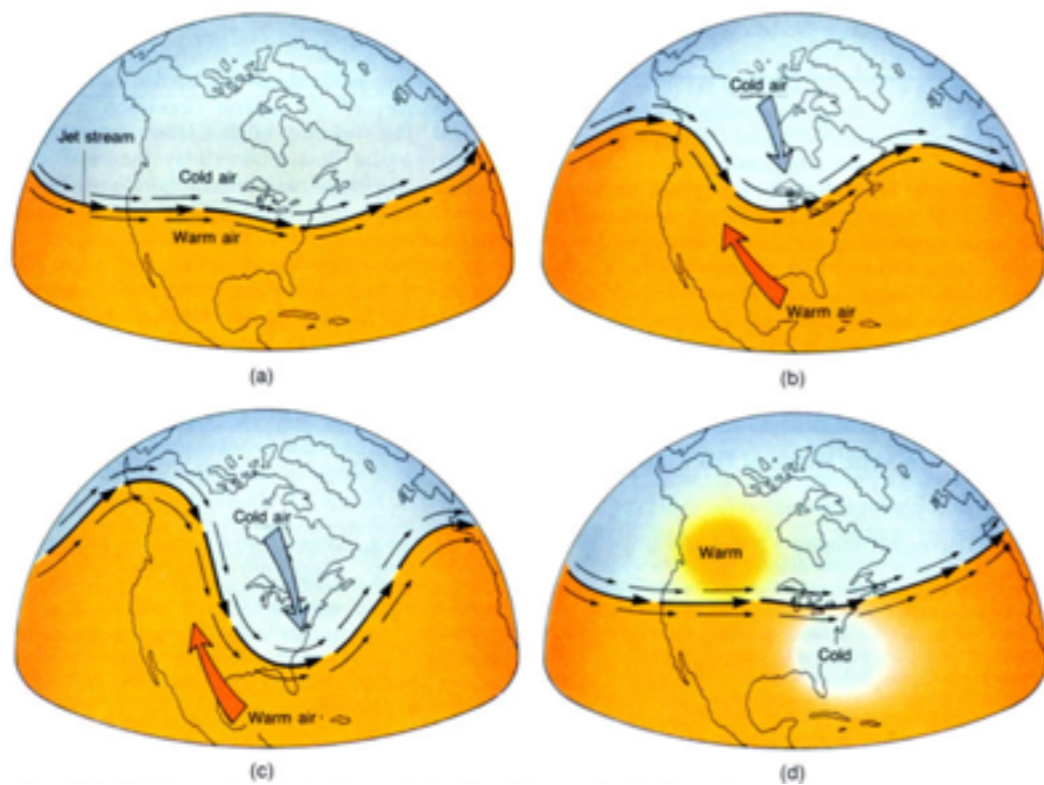 Jet stream
Cold air
Warm air
(a)
Cold air
Warm air
(b)
Cold air
Warm air
(c)
Warm
Cold
(d)